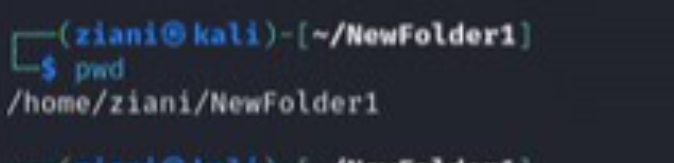 ┌──(ziani㉿kali)-[~/NewFolder1]
└─$ pwd
/home/ziani/NewFolder1